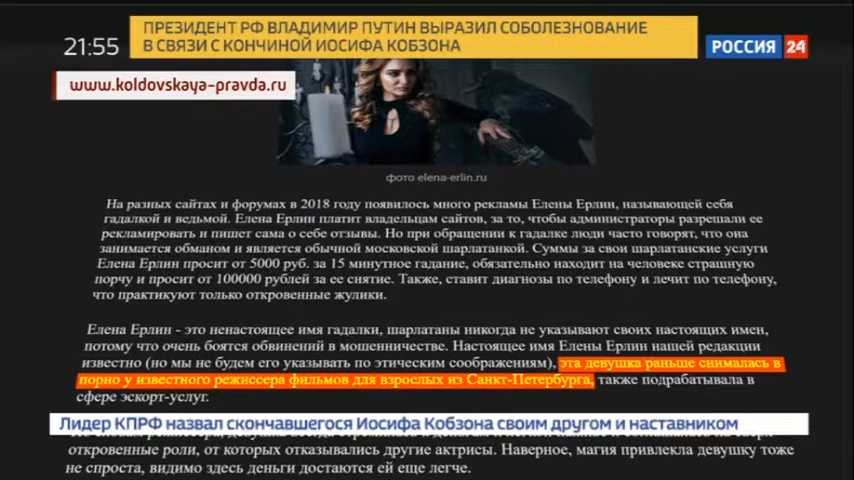 ПРЕЗИДЕНТ РФ ВЛАДИМИР ПУТИН ВЫРАЗИЛ СОБОЛЕЗНОВАНИЕ
В СВЯЗИ С КОНЧИНОЙ ИОСИФА КОБЗОНА
21:55
РОССИЯ 24
www.koldovskaya-pravda.ru
фото elena-erlin.ru
На разных сайтах и форумах в 2018 году появилось много рекламы Елены Ерлин, называющей себя
гадалкой и ведьмой. Елена Ерлин платит владельцам сайтов, за то, чтобы администраторы разрешали ее
рекламировать и пишет сама о себе отзывы. Но при обращении к гадалке люди часто говорят, что она
занимается обманом и является обычной московской шарлатанкой. Суммы за свои шарлатанские услуги
Елена Ерлин просит от 5000 руб. за 15 минутное гадание, обязательно находит на человеке страшную
порчу и просит от 100000 рублей за ее снятие. Также, ставит диагнозы по телефону и лечит по телефону,
что практикуют только откровенные жулики.
Елена Ерлин - это ненастоящее имя гадалки, шарлатаны никогда не указывают своих настоящих имен,
потому что очень боятся обвинений в мошенничестве. Настоящее имя Елены Ерлин нашей редакции
известно (но мы не будем его указывать по этическим соображениям), эта девушка раньше снималась в
порно у известного режиссера фильмов для взрослых из Санкт-Петербурга, также подрабатывала в
сфере эскорт-услуг.
Лидер КПРФ назвал скончавшегося Иосифа Кобзона своим другом и наставником
откровенные роли, от которых отказывались другие актрисы. Наверное, магия привлекла девушку тоже
не спроста, видимо здесь деньги достаются ей еще легче.